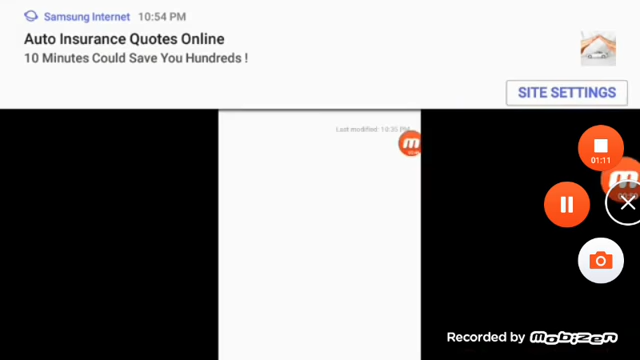 Samsung Internet 10:54 PM
Auto Insurance Quotes Online
10 Minutes Could Save You Hundreds !
SITE SETTINGS
Last modified: 10:35 PM
01:11
Recorded by mobizen